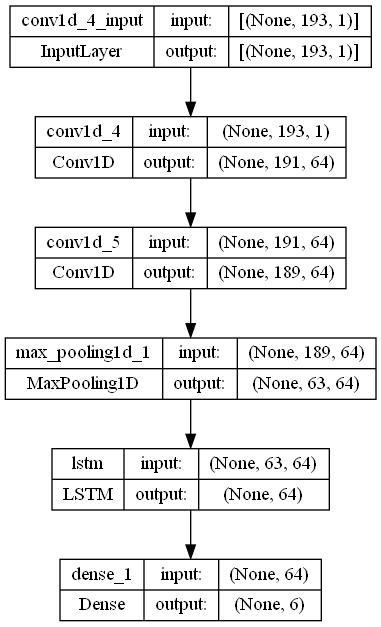 conv1d_4_input input: [(None, 193, 1)]
InputLayer output: [(None, 193, 1)]
conv1d_4 input: (None, 193, 1)
Conv1D output: (None, 191, 64)
conv1d_5 input: (None, 191, 64)
Conv1D output: (None, 189, 64)
max_pooling1d_1 input: (None, 189, 64)
MaxPooling1D output: (None, 63, 64)
lstm input: (None, 63, 64)
LSTM output: (None, 64)
dense_1 input: (None, 64)
Dense output: (None, 6)